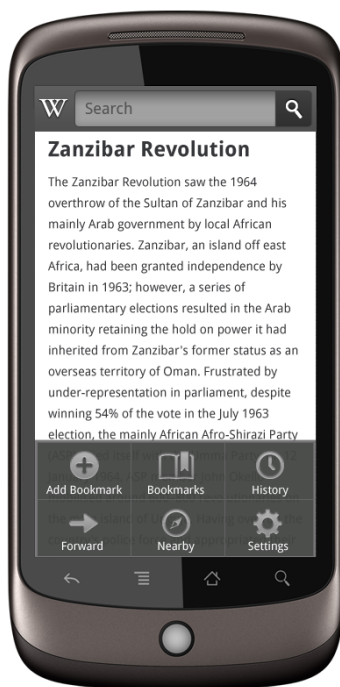 W Search
Zanzibar Revolution
The Zanzibar Revolution saw the 1964
overthrow of the Sultan of Zanzibar and his
mainly Arab government by local African
revolutionaries. Zanzibar, an island off east
Africa, had been granted independence by
Britain in 1963; however, a series of
parliamentary elections resulted in the Arab
minority retaining the hold on power it had
inherited from Zanzibar's former status as an
overseas territory of Oman. Frustrated by
under-representation in parliament, despite
winning 54% of the vote in the July 1963
election, the mainly African Afro-Shirazi Party
Add Bookmark Bookmarks History
Forward Nearby Settings